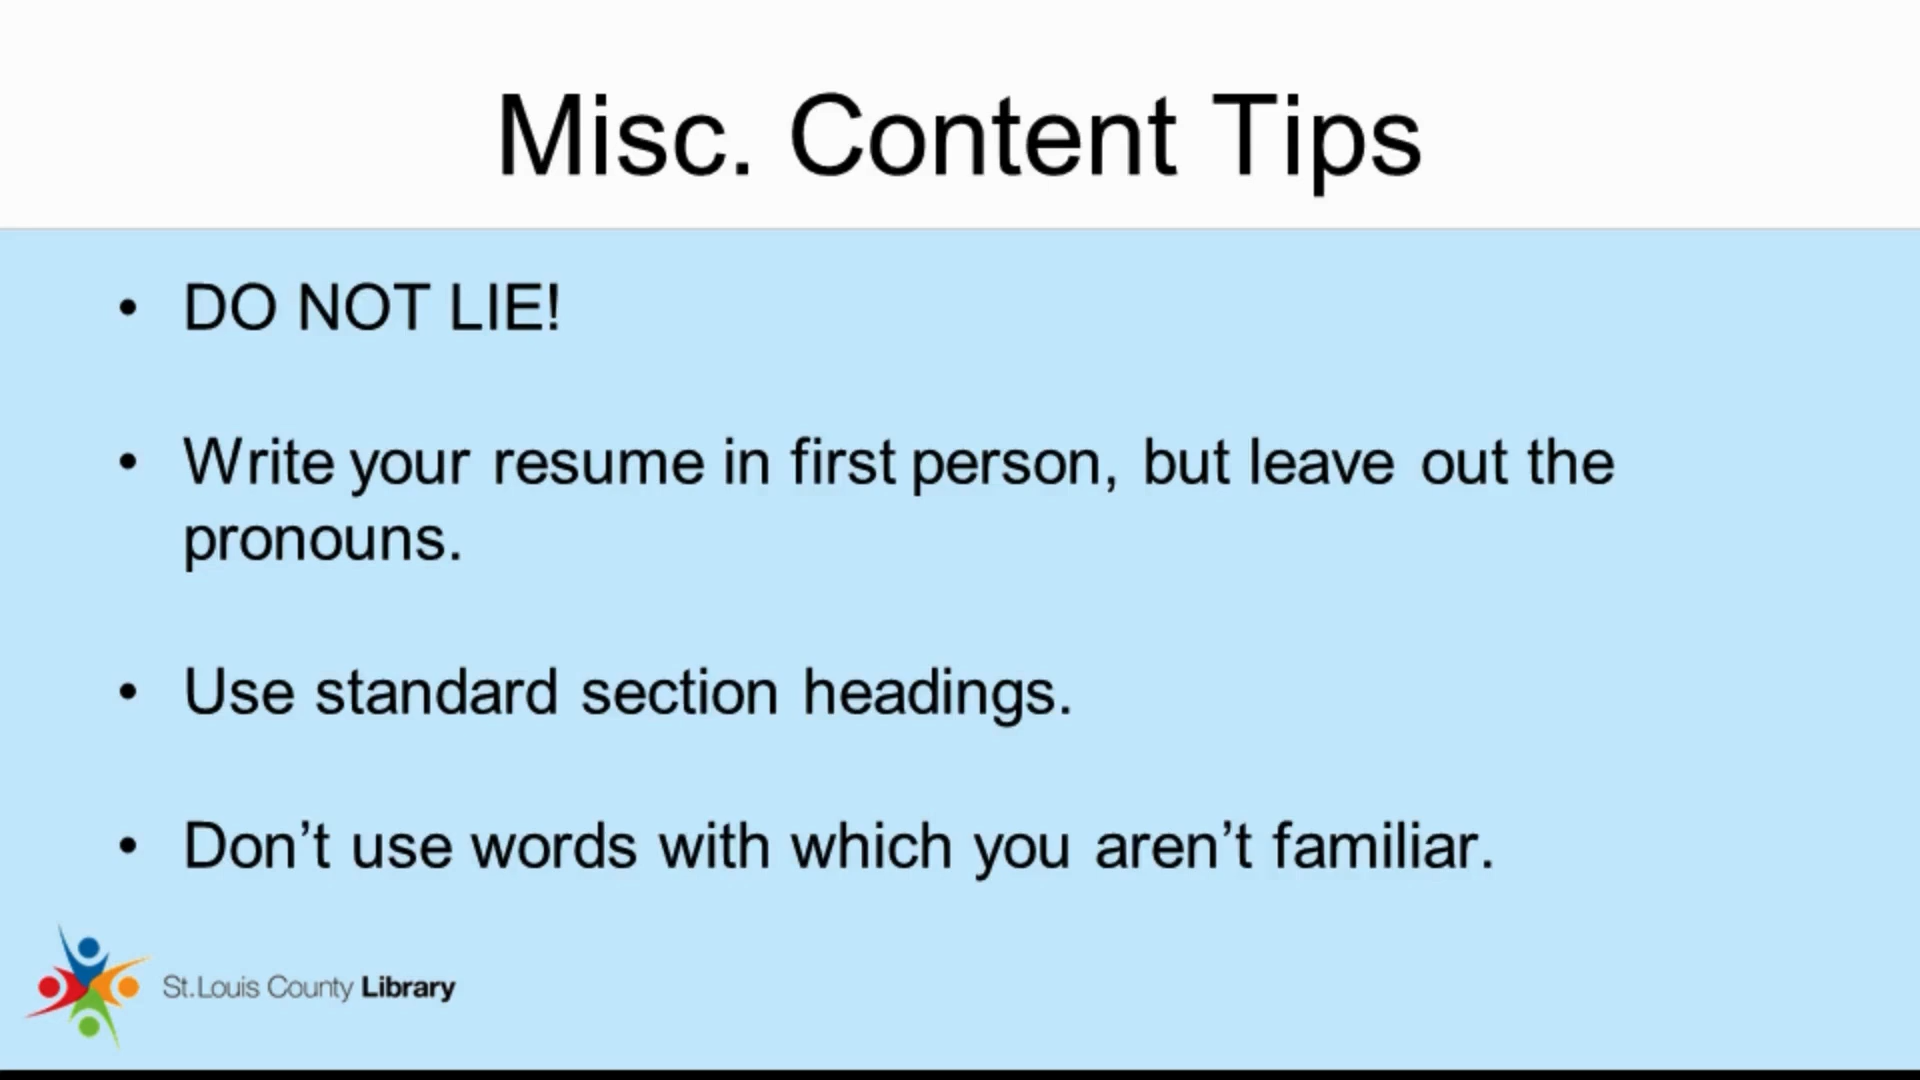 Misc. Content Tips
• DO NOT LIE!
• Write your resume in first person, but leave out the
pronouns.
• Use standard section headings.
• Don’t use words with which you aren’t familiar.
St.Louis County Library